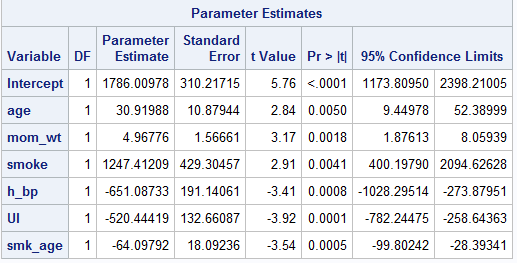 Parameter Estimates
Variable DF Parameter Estimate Standard Error t Value Pr > |t| 95% Confidence Limits
Intercept 1 1786.00978 310.21715 5.76 <.0001 1173.80950 2398.21005
age 1 30.91988 10.87944 2.84 0.0050 9.44978 52.38999
mom_wt 1 4.96776 1.56661 3.17 0.0018 1.87613 8.05939
smoke 1 1247.41209 429.30457 2.91 0.0041 400.19790 2094.62628
h_bp 1 -651.08733 191.14061 -3.41 0.0008 -1028.29514 -273.87951
UI 1 -520.44419 132.66087 -3.92 0.0001 -782.24475 -258.64363
smk_age 1 -64.09792 18.09236 -3.54 0.0005 -99.80242 -28.39341